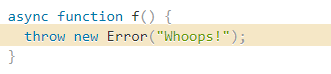 async function f() {
  throw new Error("Whoops!");
}